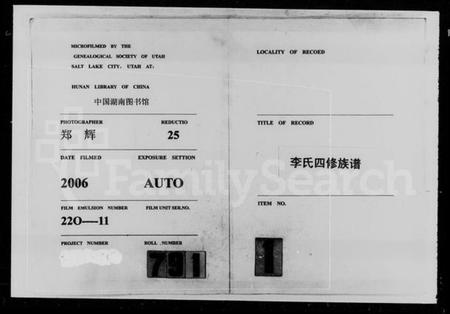 MICROFILMED BY THE
GENEALOGICAL SOCIETY OF UTAH
SALT LAKE CITY, UTAH AT:
HUNAN LIBRARY OF CHINA
中国湖南图书馆
PHOTOGRAPHER REDUCTIO
郑 辉 25
DATE FILMED EXPOSURE SETTION
2006 AUTO
FILM EMULSION NUMBER FILM UNIT SER.NO.
22O—11
PROJECT NUMBER ROLL NUMBER
791
LOCALITY OF RECOED
TITLE OF RECORD
李氏四修族谱
ITEM NO.
1
FamilySearch